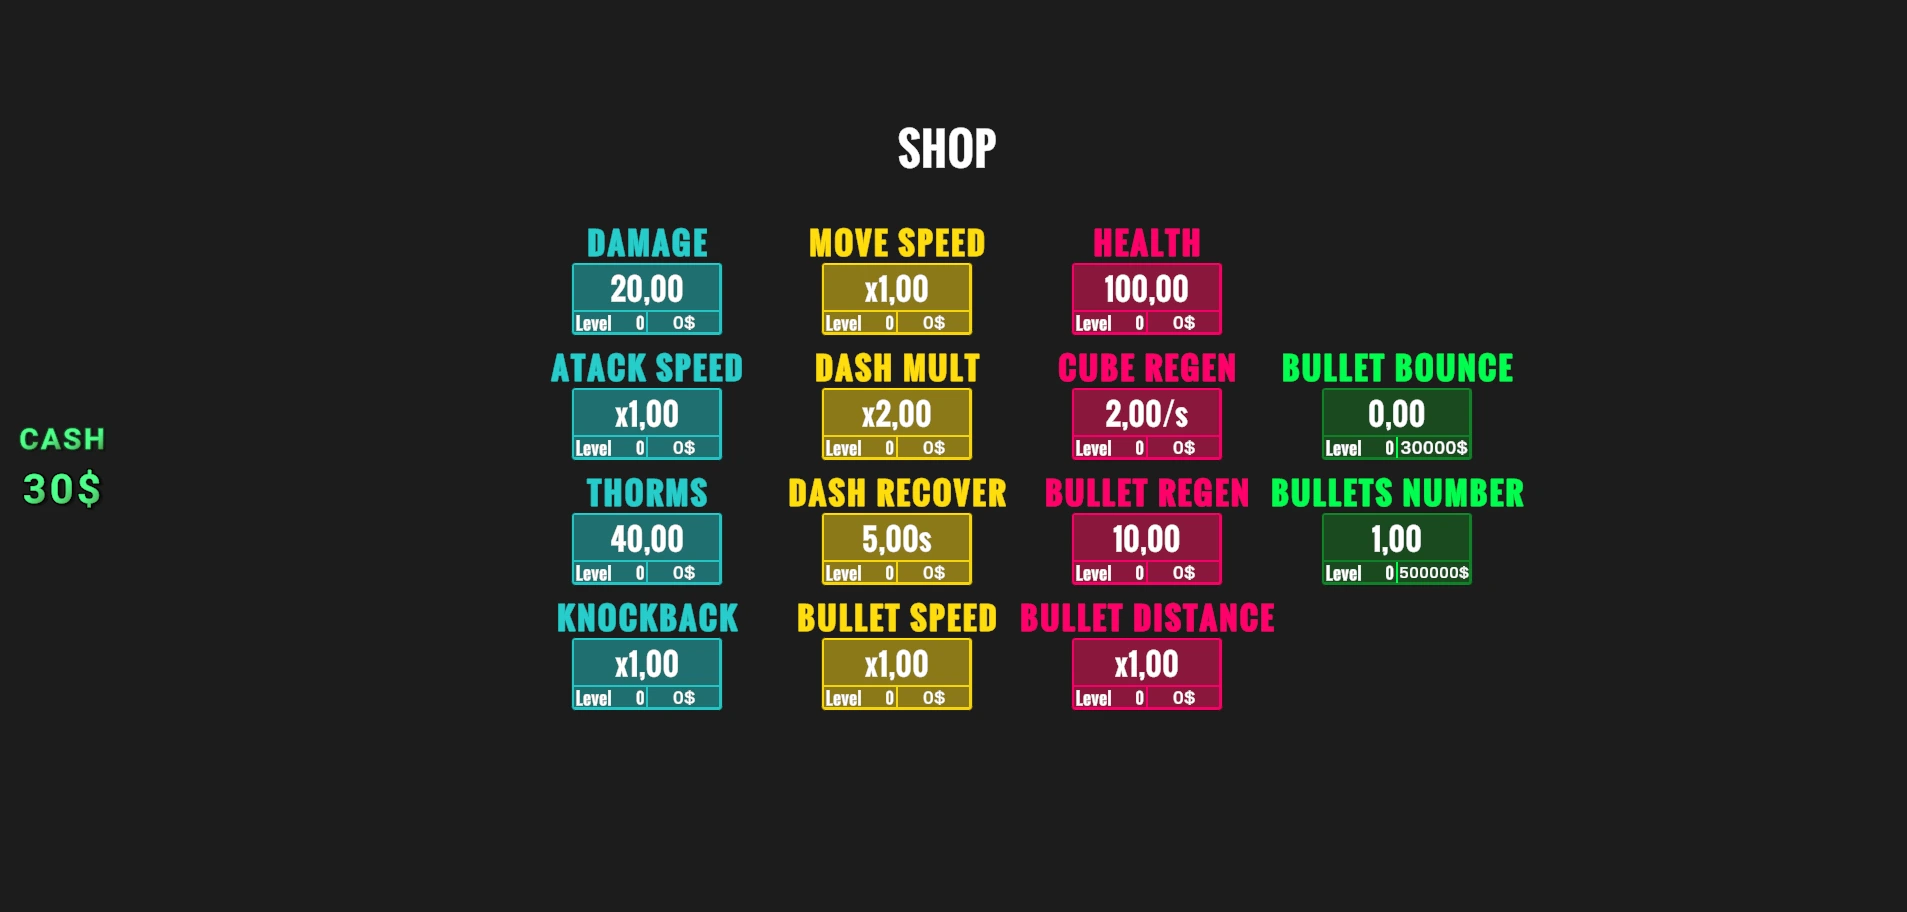 SHOP
DAMAGE MOVE SPEED HEALTH
20,00 x1,00 100,00
Level 0 0$ Level 0 0$ Level 0 0$
ATACK SPEED DASH MULT CUBE REGEN BULLET BOUNCE
x1,00 x2,00 2,00/s 0,00
Level 0 0$ Level 0 0$ Level 0 0$ Level 0 30000$
CASH
30$
THORMS DASH RECOVER BULLET REGEN BULLETS NUMBER
40,00 5,00s 10,00 1,00
Level 0 0$ Level 0 0$ Level 0 0$ Level 0 500000$
KNOCKBACK BULLET SPEED BULLET DISTANCE
x1,00 x1,00 x1,00
Level 0 0$ Level 0 0$ Level 0 0$